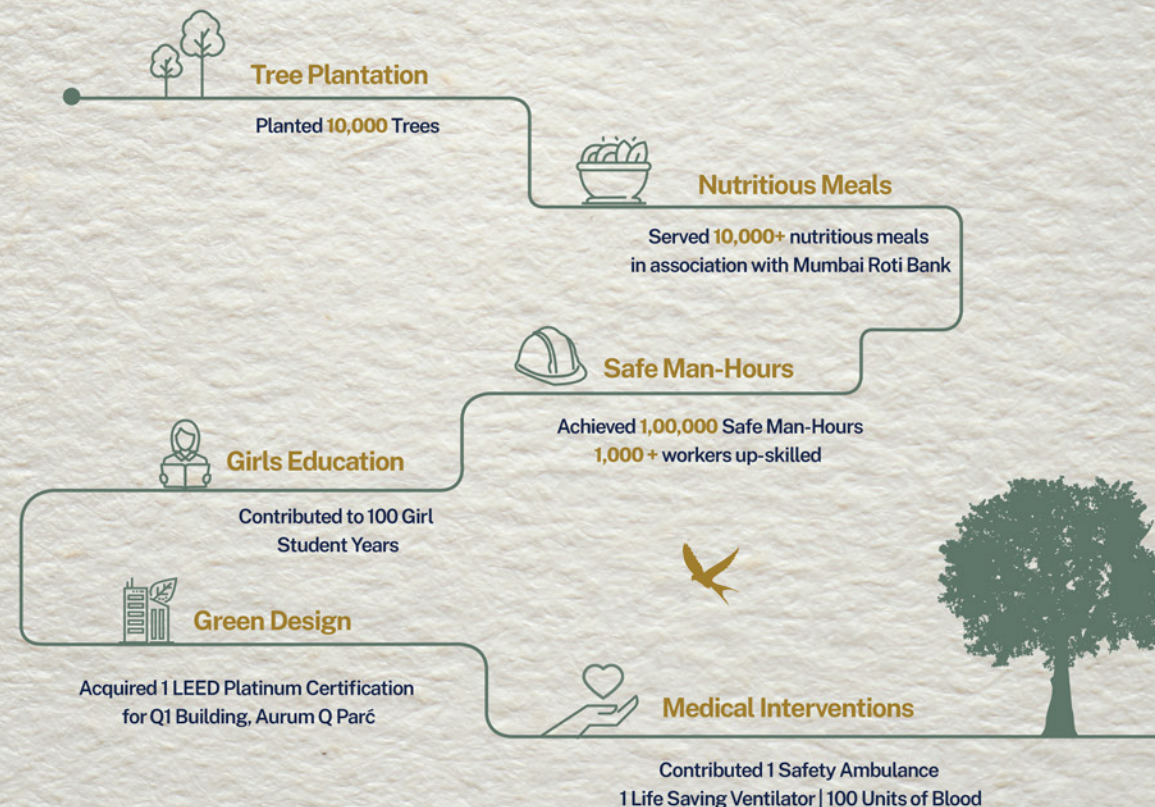 Tree Plantation
Planted 10,000 Trees
Nutritious Meals
Served 10,000+ nutritious meals
in association with Mumbai Roti Bank
Safe Man-Hours
Achieved 1,00,000 Safe Man-Hours
1,000 + workers up-skilled
Girls Education
Contributed to 100 Girl
Student Years
Green Design
Acquired 1 LEED Platinum Certification
for Q1 Building, Aurum Q Parć
Medical Interventions
Contributed 1 Safety Ambulance
1 Life Saving Ventilator | 100 Units of Blood